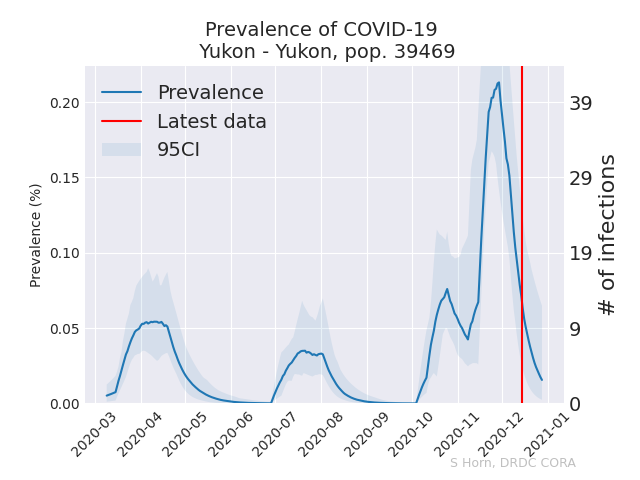 Prevalence of COVID-19
Yukon - Yukon, pop. 39469
Prevalence
Latest data
95CI
Prevalence (%)
0.20
0.15
0.10
0.05
0.00
39
29
19
9
0
# of infections
2020-03
2020-04
2020-05
2020-06
2020-07
2020-08
2020-09
2020-10
2020-11
2020-12
2021-01
S Horn, DRDC CORA